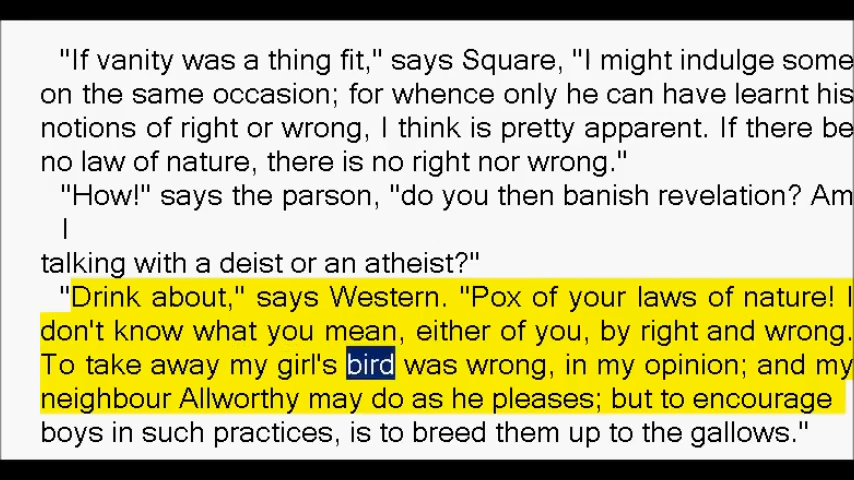 "If vanity was a thing fit," says Square, "I might indulge some
on the same occasion; for whence only he can have learnt his
notions of right or wrong, I think is pretty apparent. If there be
no law of nature, there is no right nor wrong."
"How!" says the parson, "do you then banish revelation? Am
I
talking with a deist or an atheist?"
"Drink about," says Western. "Pox of your laws of nature! I
don't know what you mean, either of you, by right and wrong.
To take away my girl's bird was wrong, in my opinion; and my
neighbour Allworthy may do as he pleases; but to encourage
boys in such practices, is to breed them up to the gallows."